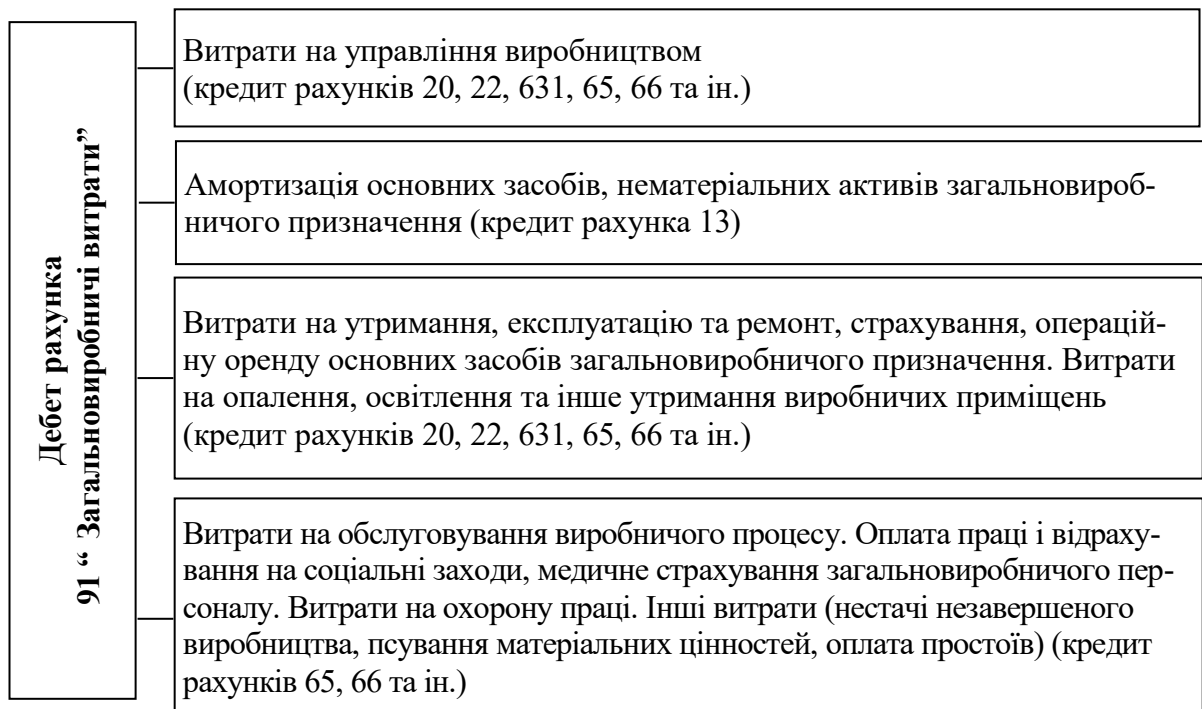 Дебет рахунка
91 “ Загальновиробничі витрати”
Витрати на управління виробництвом
(кредит рахунків 20, 22, 631, 65, 66 та ін.)
Амортизація основних засобів, нематеріальних активів загальновироб-
ничого призначення (кредит рахунка 13)
Витрати на утримання, експлуатацію та ремонт, страхування, операцій-
ну оренду основних засобів загальновиробничого призначення. Витрати
на опалення, освітлення та інше утримання виробничих приміщень
(кредит рахунків 20, 22, 631, 65, 66 та ін.)
Витрати на обслуговування виробничого процесу. Оплата праці і відраху-
вання на соціальні заходи, медичне страхування загальновиробничого пер-
соналу. Витрати на охорону праці. Інші витрати (нестачі незавершеного
виробництва, псування матеріальних цінностей, оплата простоїв) (кредит
рахунків 65, 66 та ін.)